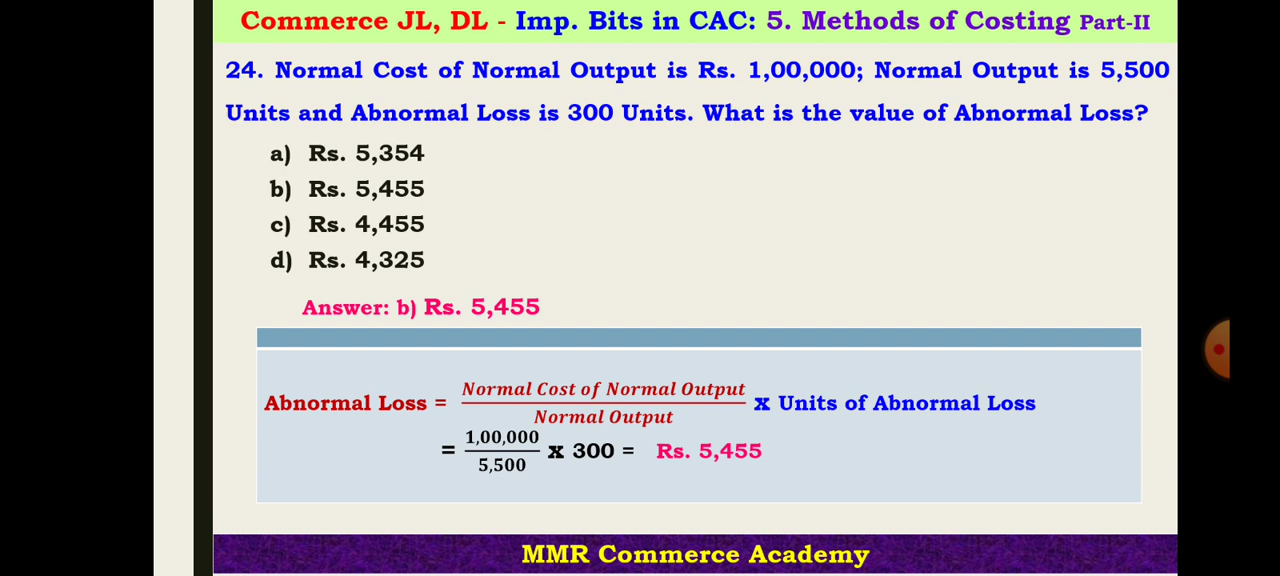 Commerce JL, DL - Imp. Bits in CAC: 5. Methods of Costing Part-II
24. Normal Cost of Normal Output is Rs. 1,00,000; Normal Output is 5,500
Units and Abnormal Loss is 300 Units. What is the value of Abnormal Loss?
a) Rs. 5,354
b) Rs. 5,455
c) Rs. 4,455
d) Rs. 4,325
Answer: b) Rs. 5,455
Normal Cost of Normal Output
Abnormal Loss = x Units of Abnormal Loss
Normal Output
1,00,000
= x 300 = Rs. 5,455
5,500
MMR Commerce Academy